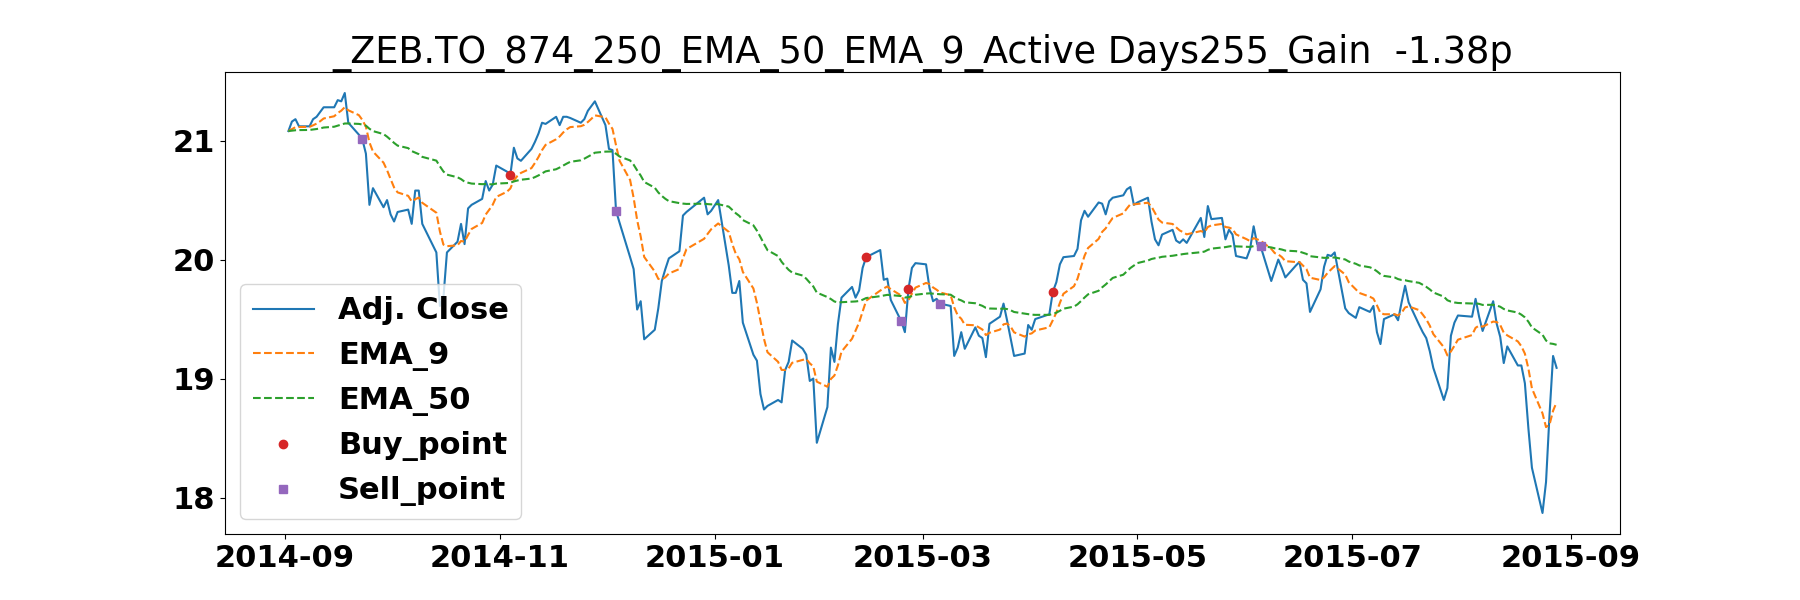 _ZEB.TO_874_250_EMA_50_EMA_9_Active Days255_Gain  -1.38p
21
20
19
18
Adj. Close
EMA_9
EMA_50
Buy_point
Sell_point
2014-09 2014-11 2015-01 2015-03 2015-05 2015-07 2015-09